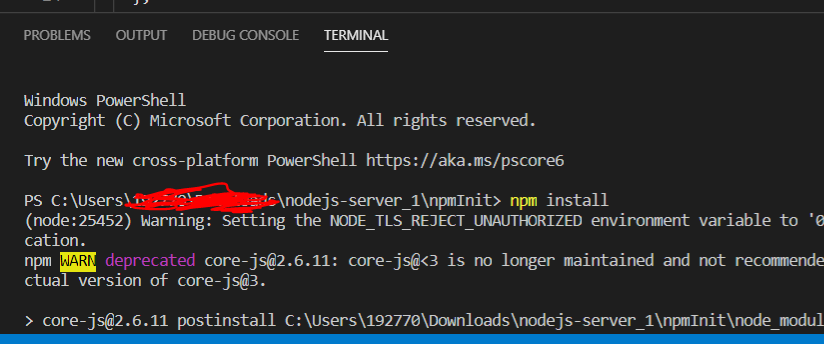 PROBLEMS OUTPUT DEBUG CONSOLE TERMINAL
Windows PowerShell
Copyright (C) Microsoft Corporation. All rights reserved.
Try the new cross-platform PowerShell https://aka.ms/pscore6
PS C:\Users\ \nodejs-server_1\npmInit> npm install
(node:25452) Warning: Setting the NODE_TLS_REJECT_UNAUTHORIZED environment variable to '0
cation.
npm WARN deprecated core-js@2.6.11: core-js@<3 is no longer maintained and not recommende
ctual version of core-js@3.
> core-js@2.6.11 postinstall C:\Users\192770\Downloads\nodejs-server_1\npmInit\node_modul